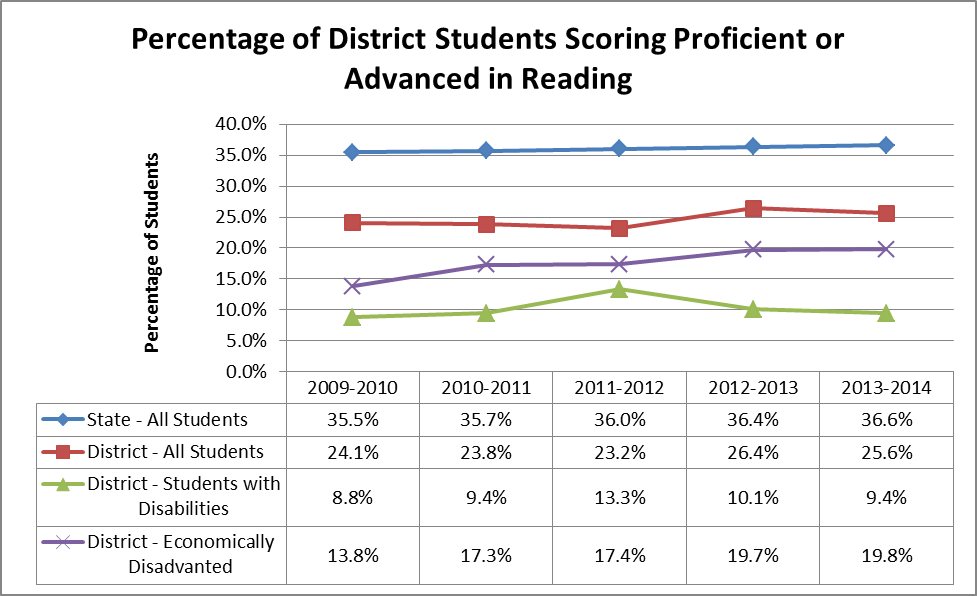 Percentage of District Students Scoring Proficient or
Advanced in Reading
Percentage of Students
40.0%
35.0%
30.0%
25.0%
20.0%
15.0%
10.0%
5.0%
0.0%
2009-2010 2010-2011 2011-2012 2012-2013 2013-2014
State - All Students 35.5% 35.7% 36.0% 36.4% 36.6%
District - All Students 24.1% 23.8% 23.2% 26.4% 25.6%
District - Students with
Disabilities 8.8% 9.4% 13.3% 10.1% 9.4%
District - Economically
Disadvanted 13.8% 17.3% 17.4% 19.7% 19.8%